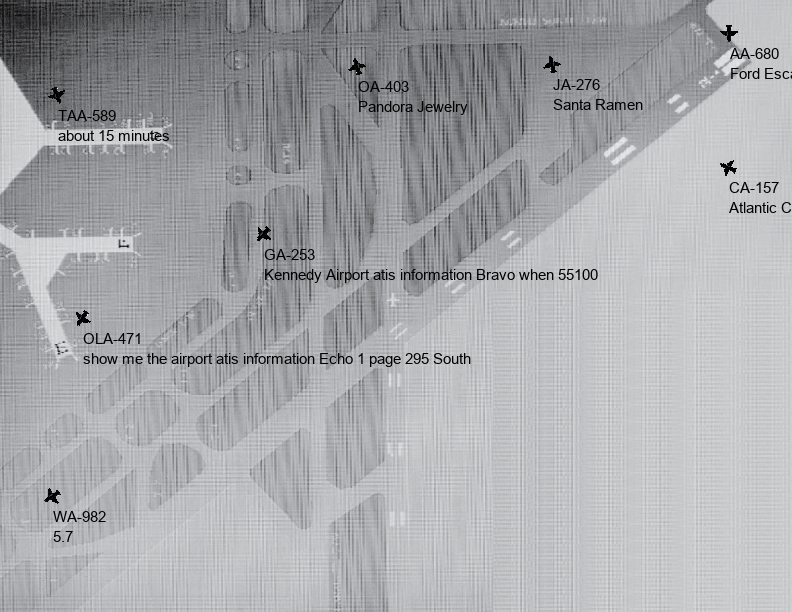 AA-680
Ford Esca
OA-403
Pandora Jewelry
JA-276
Santa Ramen
TAA-589
about 15 minutes
CA-157
Atlantic C
GA-253
Kennedy Airport atis information Bravo when 55100
OLA-471
show me the airport atis information Echo 1 page 295 South
WA-982
5.7